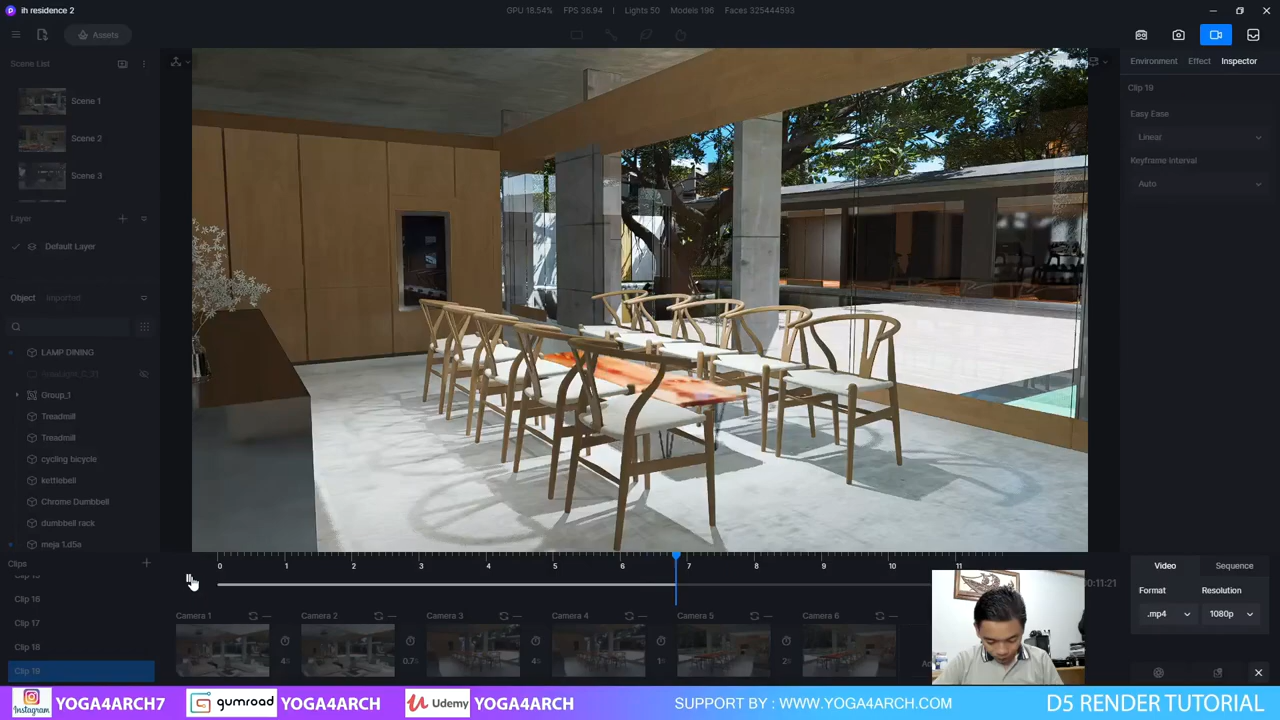 ih residence 2
GPU 18.54% FPS 36.94 Lights 50 Models 196 Faces 325444593
Assets
Scene List
Environment Effect Inspector
Scene 1
Clip 19
Easy Ease
Scene 2
Linear
Keyframe Interval
Scene 3
Auto
Layer
Default Layer
Object Imported
LAMP DINING
Group_1
Treadmill
Treadmill
cycling bicycle
kettlebell
Chrome Dumbbell
dumbbell rack
meja 1.d5a
Clips
0 1 2 3 4 5 6 7 8 9 10 11
Video Sequence
Format Resolution
.mp4 1080p
Clip 16
Clip 17
Clip 18
Clip 19
Camera 1 Camera 2 Camera 3 Camera 4 Camera 5 Camera 6
YOGA4ARCH7 gumroad YOGA4ARCH Udemy YOGA4ARCH SUPPORT BY : WWW.YOGA4ARCH.COM D5 RENDER TUTORIAL
Instagram